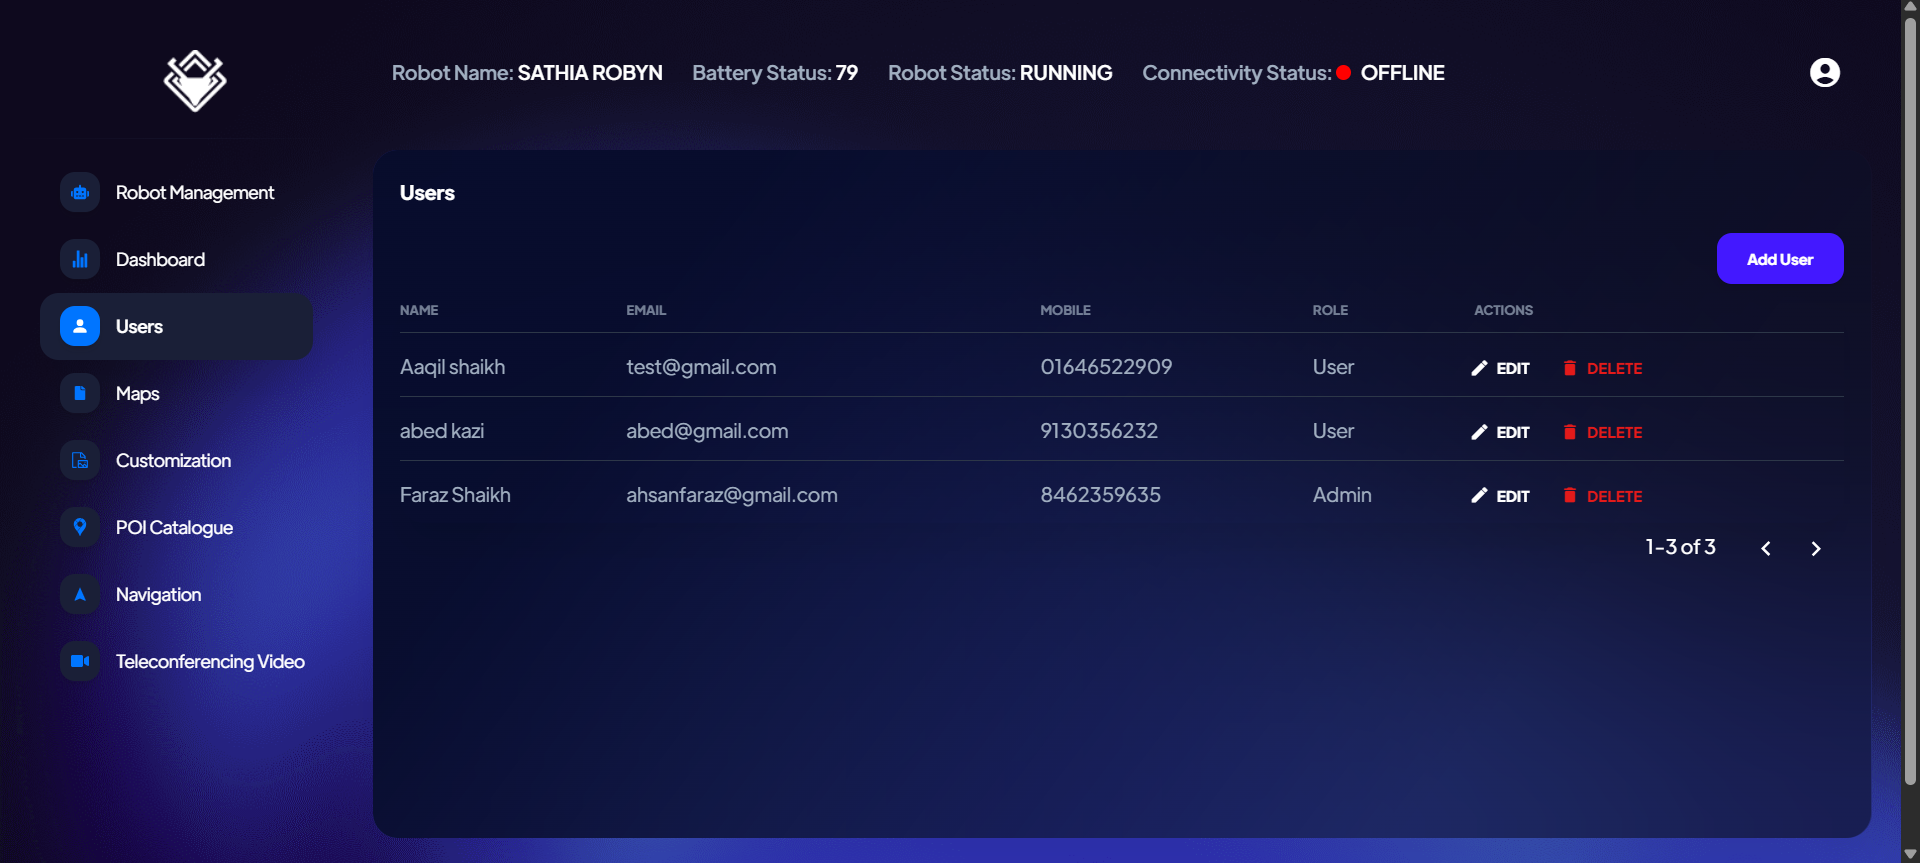 Robot Name: SATHIA ROBYN Battery Status: 79 Robot Status: RUNNING Connectivity Status: OFFLINE
Robot Management
Dashboard
Users
Maps
Customization
POI Catalogue
Navigation
Teleconferencing Video
Users
Add User
NAME EMAIL MOBILE ROLE ACTIONS
Aaqil shaikh test@gmail.com 01646522909 User EDIT DELETE
abed kazi abed@gmail.com 9130356232 User EDIT DELETE
Faraz Shaikh ahsanfaraz@gmail.com 8462359635 Admin EDIT DELETE
1-3 of 3